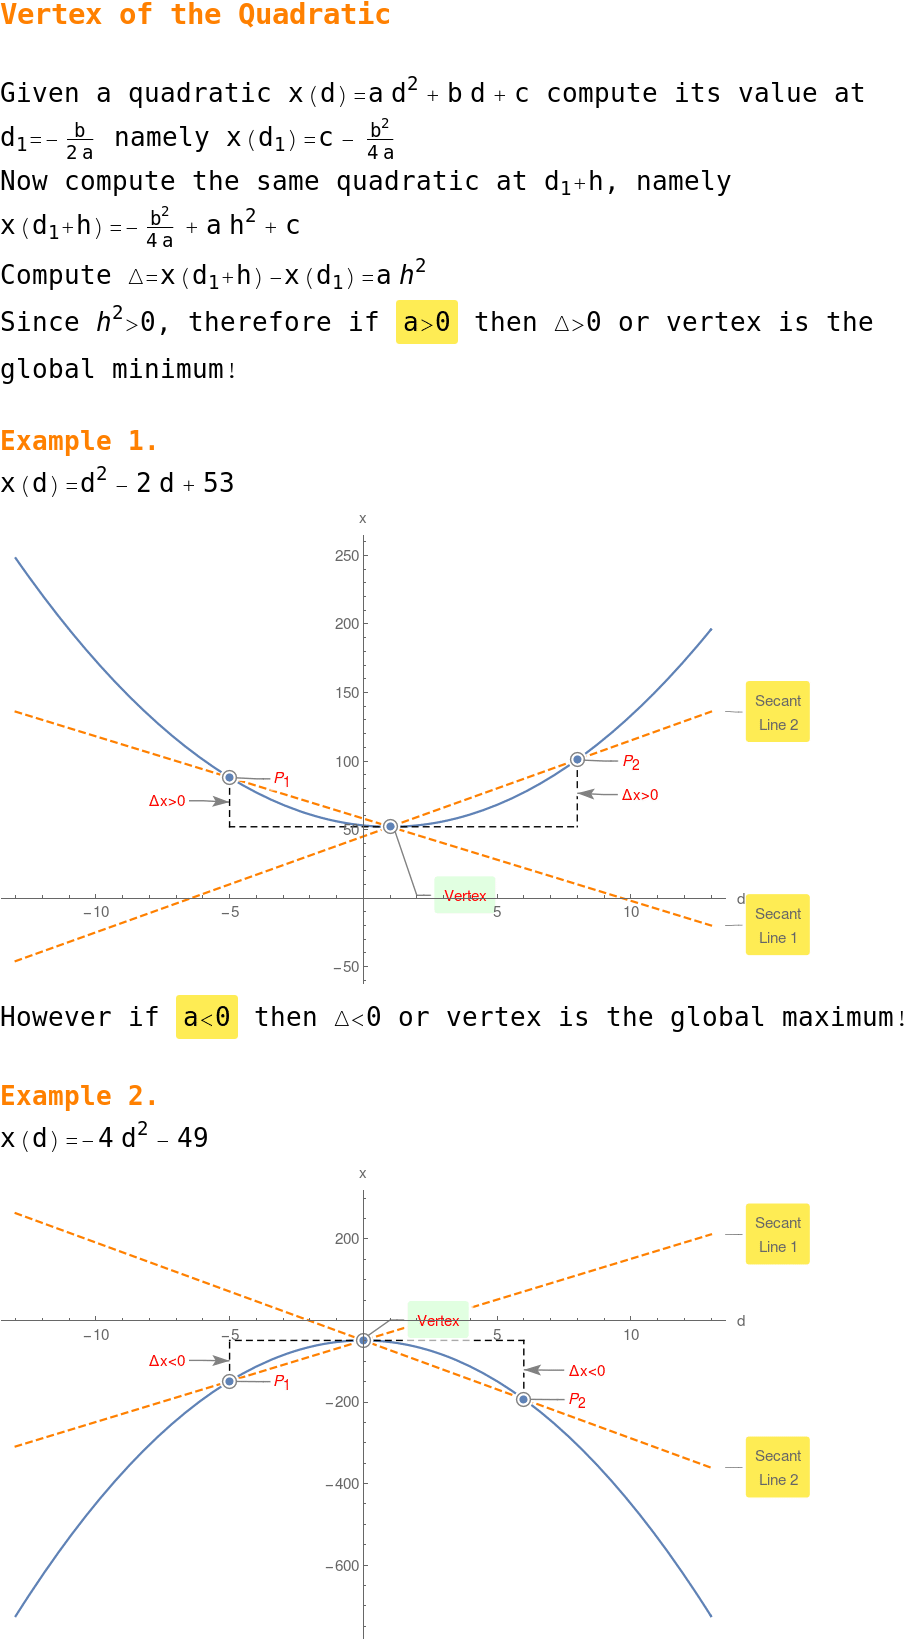 Vertex of the Quadratic
Given a quadratic x(d)=a d² + b d + c compute its value at
d₁=- b/(2 a) namely x(d₁)=c - b²/(4 a)
Now compute the same quadratic at d₁+h, namely
x(d₁+h)=- b²/(4 a) + a h² + c
Compute Δ=x(d₁+h)-x(d₁)=a h²
Since h²>0, therefore if a>0 then Δ>0 or vertex is the
global minimum!
Example 1.
x(d)=d² - 2 d + 53
x
250
200
150
100
50
-50
-10
-5
5
10
d
Secant
Line 2
P₁
P₂
Δx>0
Δx>0
Vertex
Secant
Line 1
However if a<0 then Δ<0 or vertex is the global maximum!
Example 2.
x(d)=-4 d² - 49
x
200
-200
-400
-600
-10
-5
5
10
d
Secant
Line 1
Vertex
Δx<0
Δx<0
P₁
P₂
Secant
Line 2